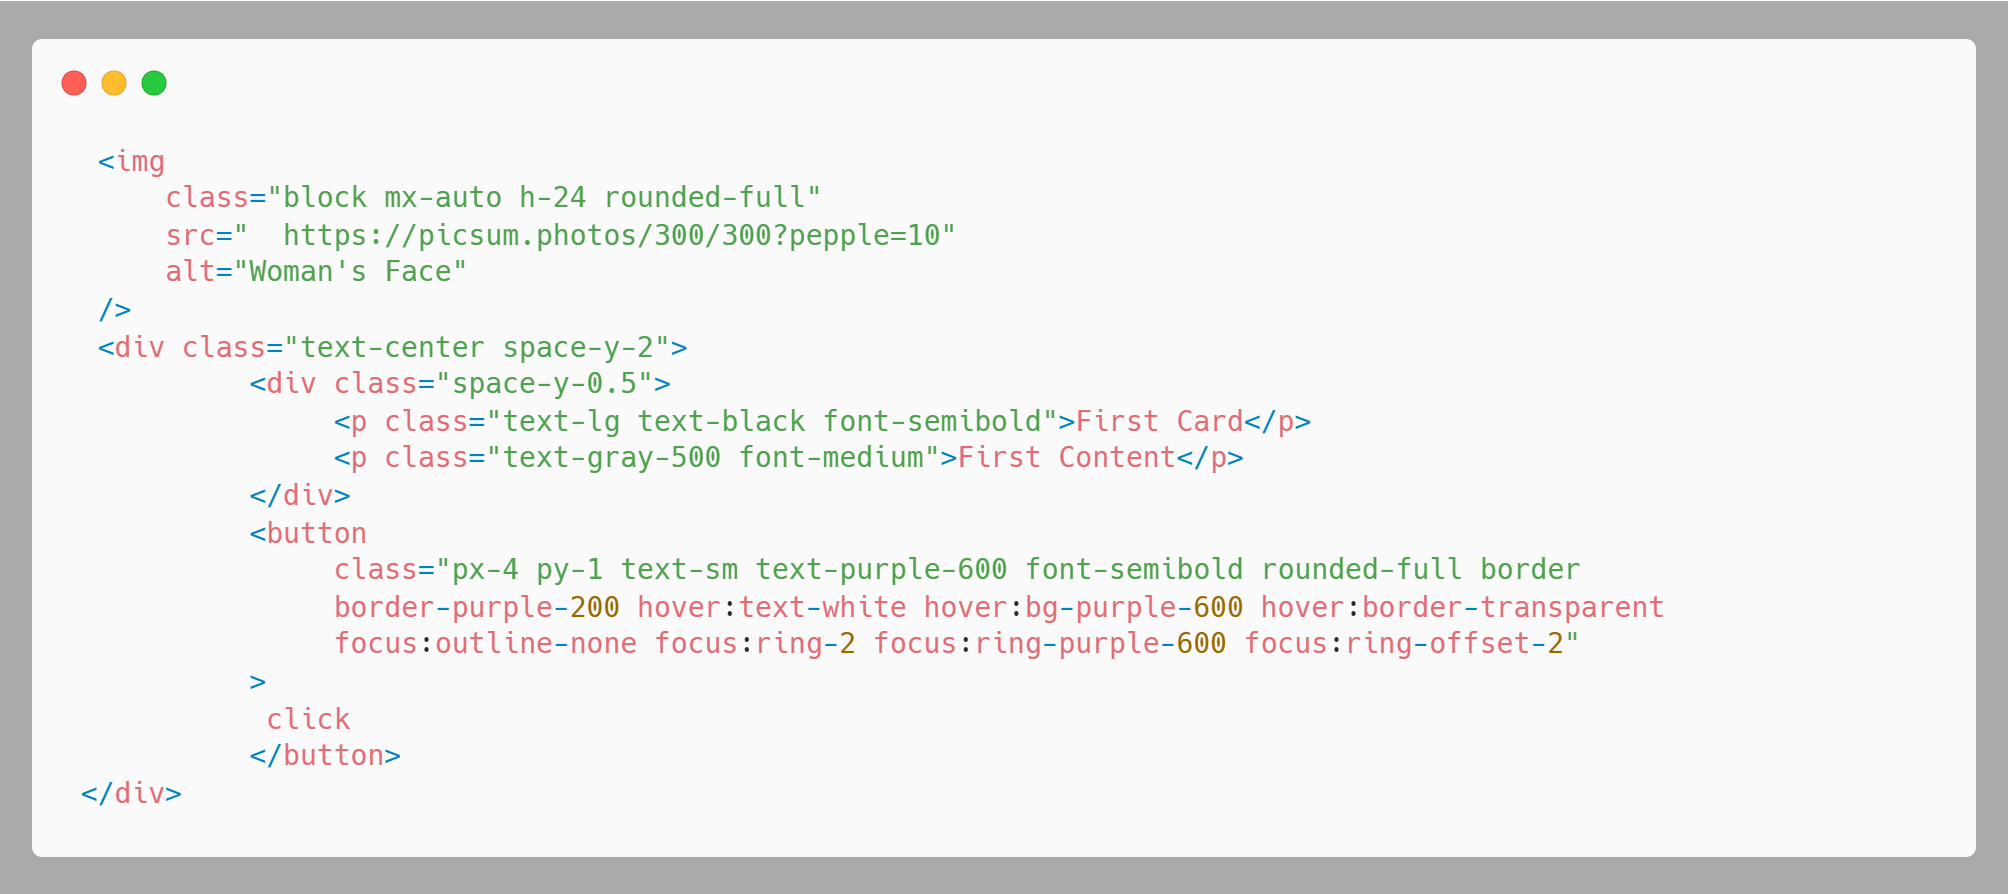 <img
class="block mx-auto h-24 rounded-full"
src="  https://picsum.photos/300/300?pepple=10"
alt="Woman's Face"
/>
<div class="text-center space-y-2">
<div class="space-y-0.5">
<p class="text-lg text-black font-semibold">First Card</p>
<p class="text-gray-500 font-medium">First Content</p>
</div>
<button
class="px-4 py-1 text-sm text-purple-600 font-semibold rounded-full border
border-purple-200 hover:text-white hover:bg-purple-600 hover:border-transparent
focus:outline-none focus:ring-2 focus:ring-purple-600 focus:ring-offset-2"
>
click
</button>
</div>